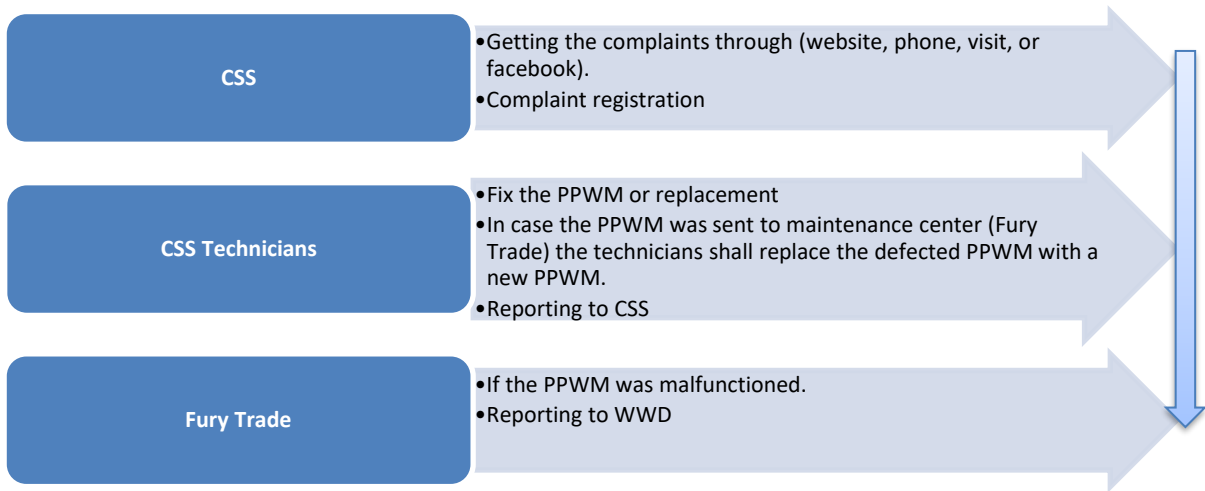 CSS
•Getting the complaints through (website, phone, visit, or
facebook).
•Complaint registration
CSS Technicians
•Fix the PPWM or replacement
•In case the PPWM was sent to maintenance center (Fury
Trade) the technicians shall replace the defected PPWM with a
new PPWM.
•Reporting to CSS
Fury Trade
•If the PPWM was malfunctioned.
•Reporting to WWD